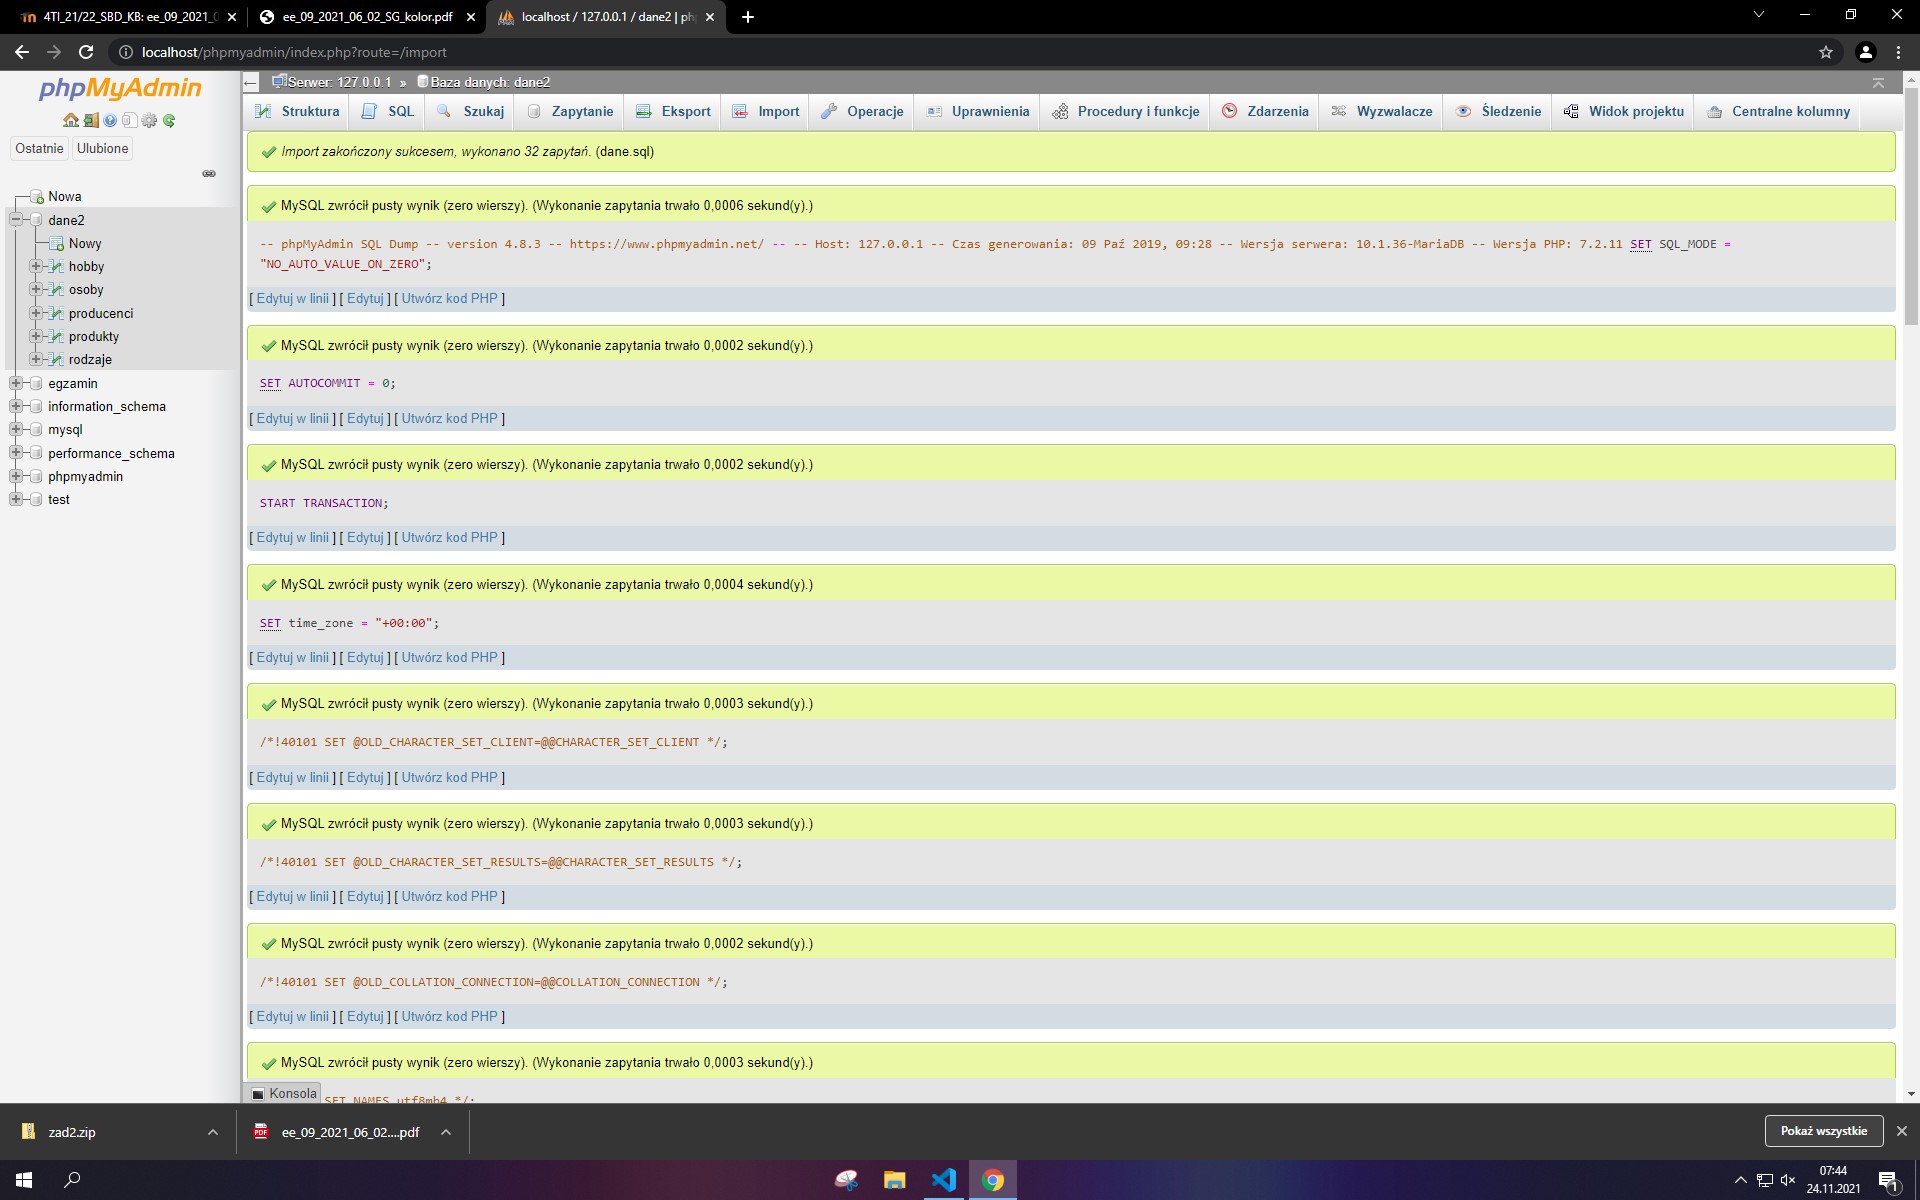 4TI_21/22_SBD_KB: ee_09_2021_0
ee_09_2021_06_02_SG_kolor.pdf
localhost / 127.0.0.1 / dane2 | ph
localhost/phpmyadmin/index.php?route=/import
phpMyAdmin
Ostatnie
Ulubione
Nowa
dane2
Nowy
hobby
osoby
producenci
produkty
rodzaje
egzamin
information_schema
mysql
performance_schema
phpmyadmin
test
Serwer: 127.0.0.1 » Baza danych: dane2
Struktura SQL Szukaj Zapytanie Eksport Import Operacje Uprawnienia Procedury i funkcje Zdarzenia Wyzwalacze Śledzenie Widok projektu Centralne kolumny
Import zakończony sukcesem, wykonano 32 zapytań. (dane.sql)
MySQL zwrócił pusty wynik (zero wierszy). (Wykonanie zapytania trwało 0,0006 sekund(y).)
-- phpMyAdmin SQL Dump -- version 4.8.3 -- https://www.phpmyadmin.net/ -- -- Host: 127.0.0.1 -- Czas generowania: 09 Paź 2019, 09:28 -- Wersja serwera: 10.1.36-MariaDB -- Wersja PHP: 7.2.11 SET SQL_MODE =
"NO_AUTO_VALUE_ON_ZERO";
[ Edytuj w linii ] [ Edytuj ] [ Utwórz kod PHP ]
MySQL zwrócił pusty wynik (zero wierszy). (Wykonanie zapytania trwało 0,0002 sekund(y).)
SET AUTOCOMMIT = 0;
[ Edytuj w linii ] [ Edytuj ] [ Utwórz kod PHP ]
MySQL zwrócił pusty wynik (zero wierszy). (Wykonanie zapytania trwało 0,0002 sekund(y).)
START TRANSACTION;
[ Edytuj w linii ] [ Edytuj ] [ Utwórz kod PHP ]
MySQL zwrócił pusty wynik (zero wierszy). (Wykonanie zapytania trwało 0,0004 sekund(y).)
SET time_zone = "+00:00";
[ Edytuj w linii ] [ Edytuj ] [ Utwórz kod PHP ]
MySQL zwrócił pusty wynik (zero wierszy). (Wykonanie zapytania trwało 0,0003 sekund(y).)
/*!40101 SET @OLD_CHARACTER_SET_CLIENT=@@CHARACTER_SET_CLIENT */;
[ Edytuj w linii ] [ Edytuj ] [ Utwórz kod PHP ]
MySQL zwrócił pusty wynik (zero wierszy). (Wykonanie zapytania trwało 0,0003 sekund(y).)
/*!40101 SET @OLD_CHARACTER_SET_RESULTS=@@CHARACTER_SET_RESULTS */;
[ Edytuj w linii ] [ Edytuj ] [ Utwórz kod PHP ]
MySQL zwrócił pusty wynik (zero wierszy). (Wykonanie zapytania trwało 0,0002 sekund(y).)
/*!40101 SET @OLD_COLLATION_CONNECTION=@@COLLATION_CONNECTION */;
[ Edytuj w linii ] [ Edytuj ] [ Utwórz kod PHP ]
MySQL zwrócił pusty wynik (zero wierszy). (Wykonanie zapytania trwało 0,0003 sekund(y).)
Konsola
SET NAMES utf8mb4 */;
zad2.zip
ee_09_2021_06_02....pdf
Pokaż wszystkie
07:44
24.11.2021
1